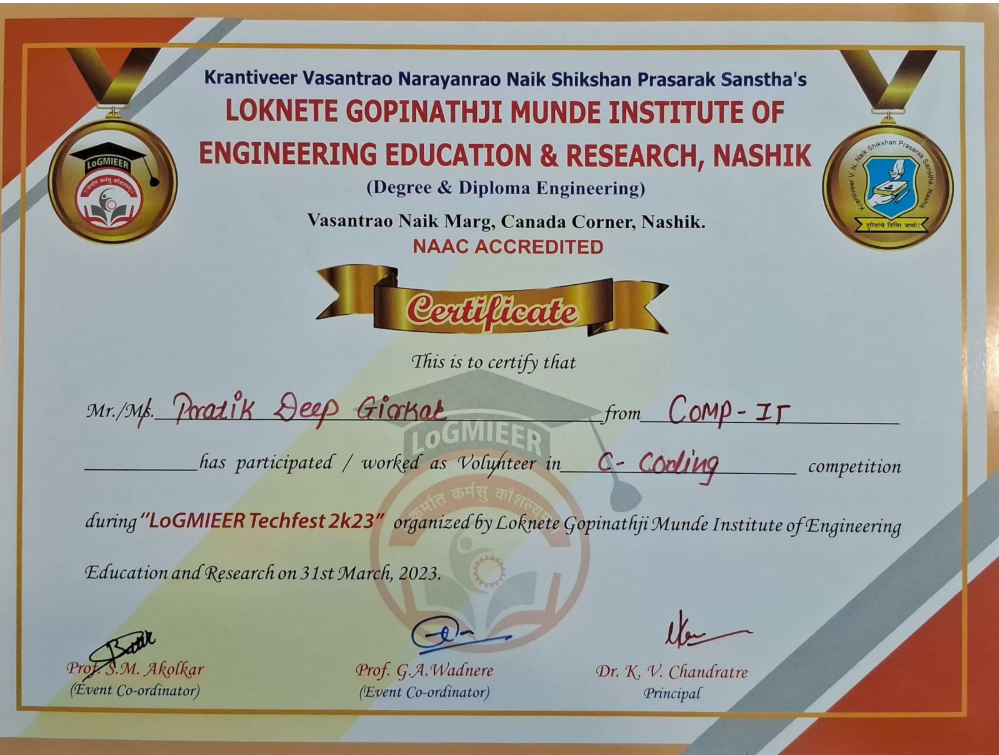 Krantiveer Vasantrao Narayanrao Naik Shikshan Prasarak Sanstha's
LOKNETE GOPINATHJI MUNDE INSTITUTE OF
ENGINEERING EDUCATION & RESEARCH, NASHIK
(Degree & Diploma Engineering)
Vasantrao Naik Marg, Canada Corner, Nashik.
NAAC ACCREDITED
LoGMIEER
Krantiveer V. N. Naik Shikshan Prasarak Sanstha, Nashik
Certificate
This is to certify that
Mr./Ms. Pratik Deep Girkar from COMP-IT
has participated / worked as Volunteer in C-Coding competition
LoGMIEER
कर्मसु
during "LoGMIEER Techfest 2k23" organized by Loknete Gopinathji Munde Institute of Engineering
Education and Research on 31st March, 2023.
Prof. S.M. Akolkar
(Event Co-ordinator)
Prof. G.A.Wadnere
(Event Co-ordinator)
Dr. K. V. Chandratre
Principal